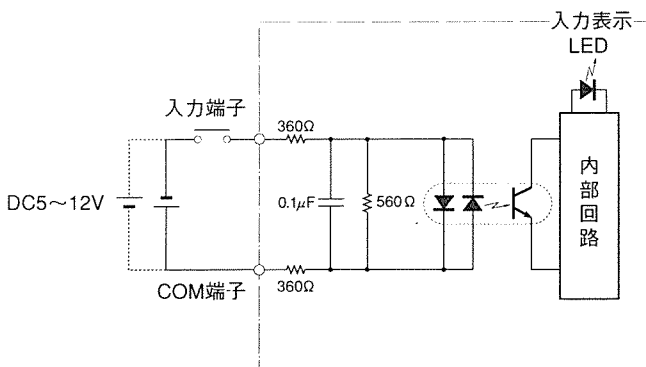 入力表示
LED
入力端子
360Ω
DC5～12V
0.1μF
560Ω
内部回路
COM端子
360Ω